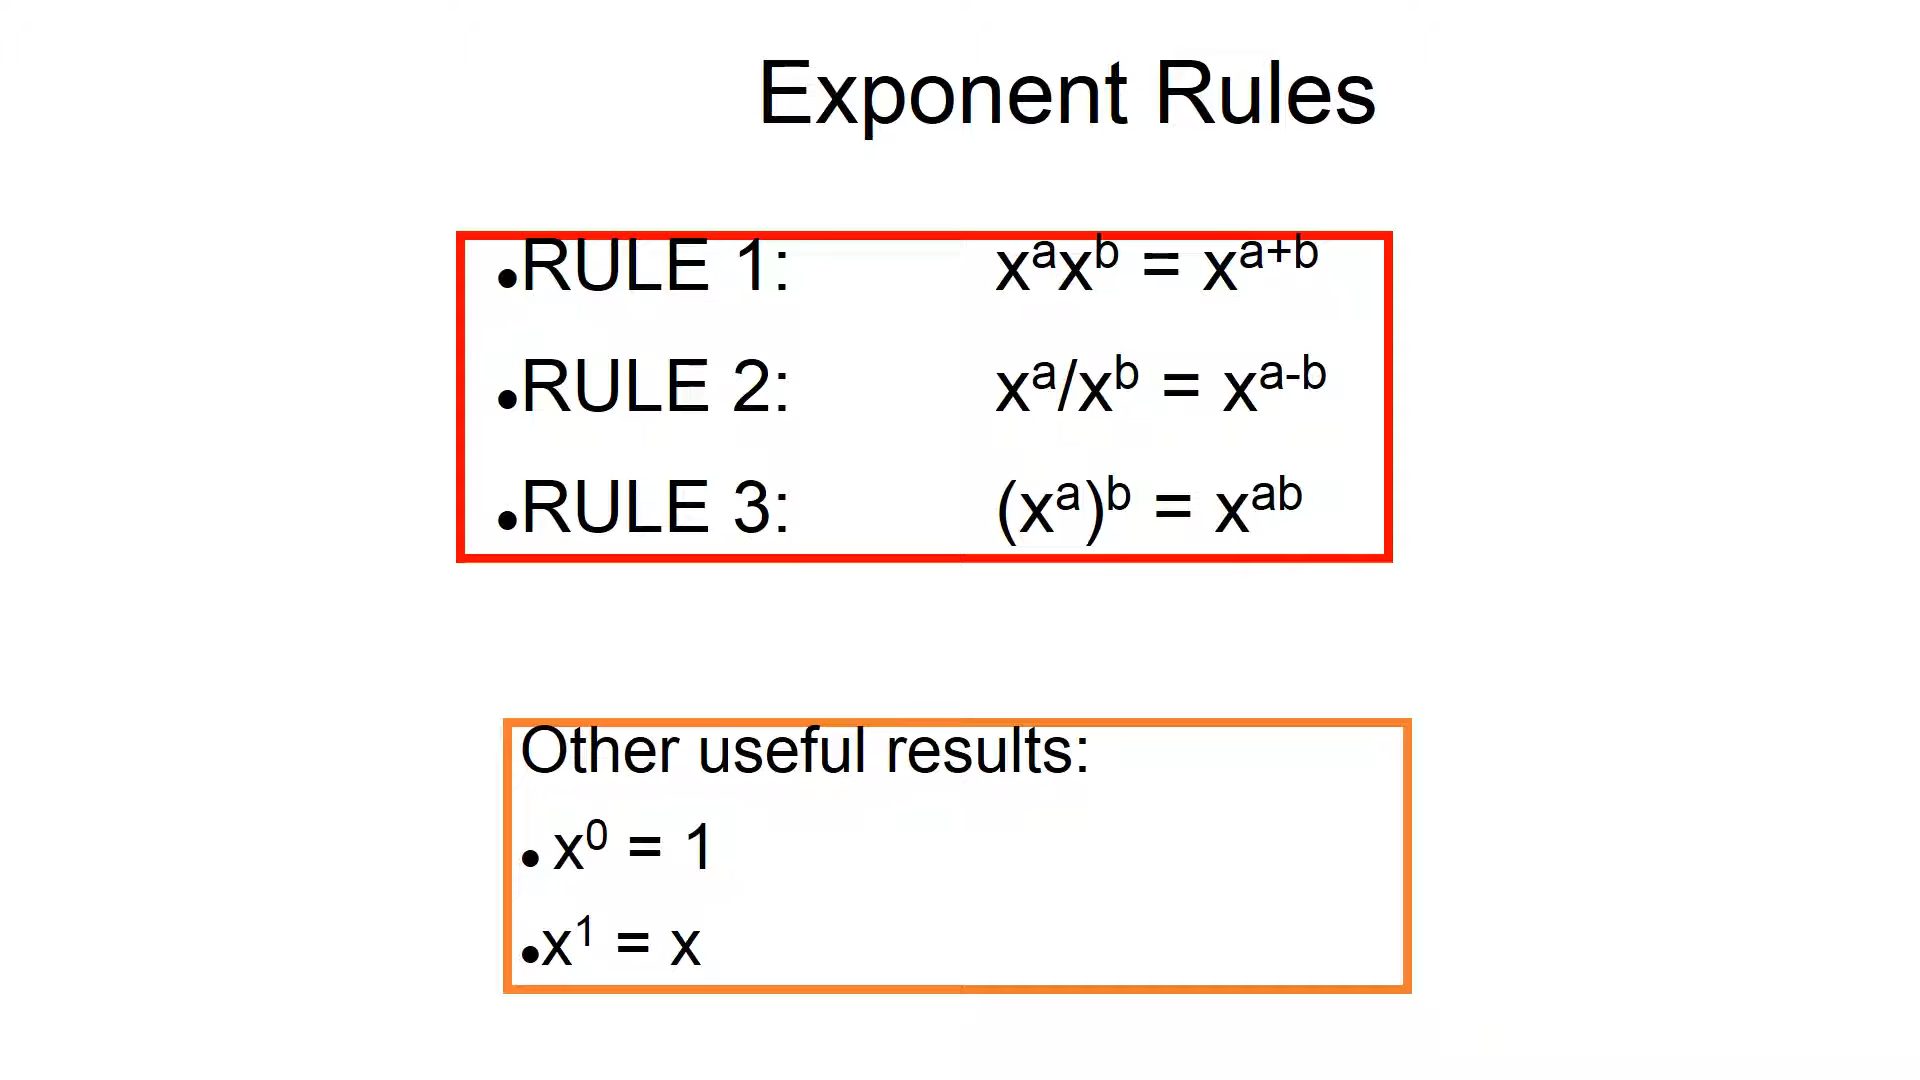 Exponent Rules
•RULE 1: xᵃxᵇ = xᵃ⁺ᵇ
•RULE 2: xᵃ/xᵇ = xᵃ⁻ᵇ
•RULE 3: (xᵃ)ᵇ = xᵃᵇ
Other useful results:
• x⁰ = 1
•x¹ = x